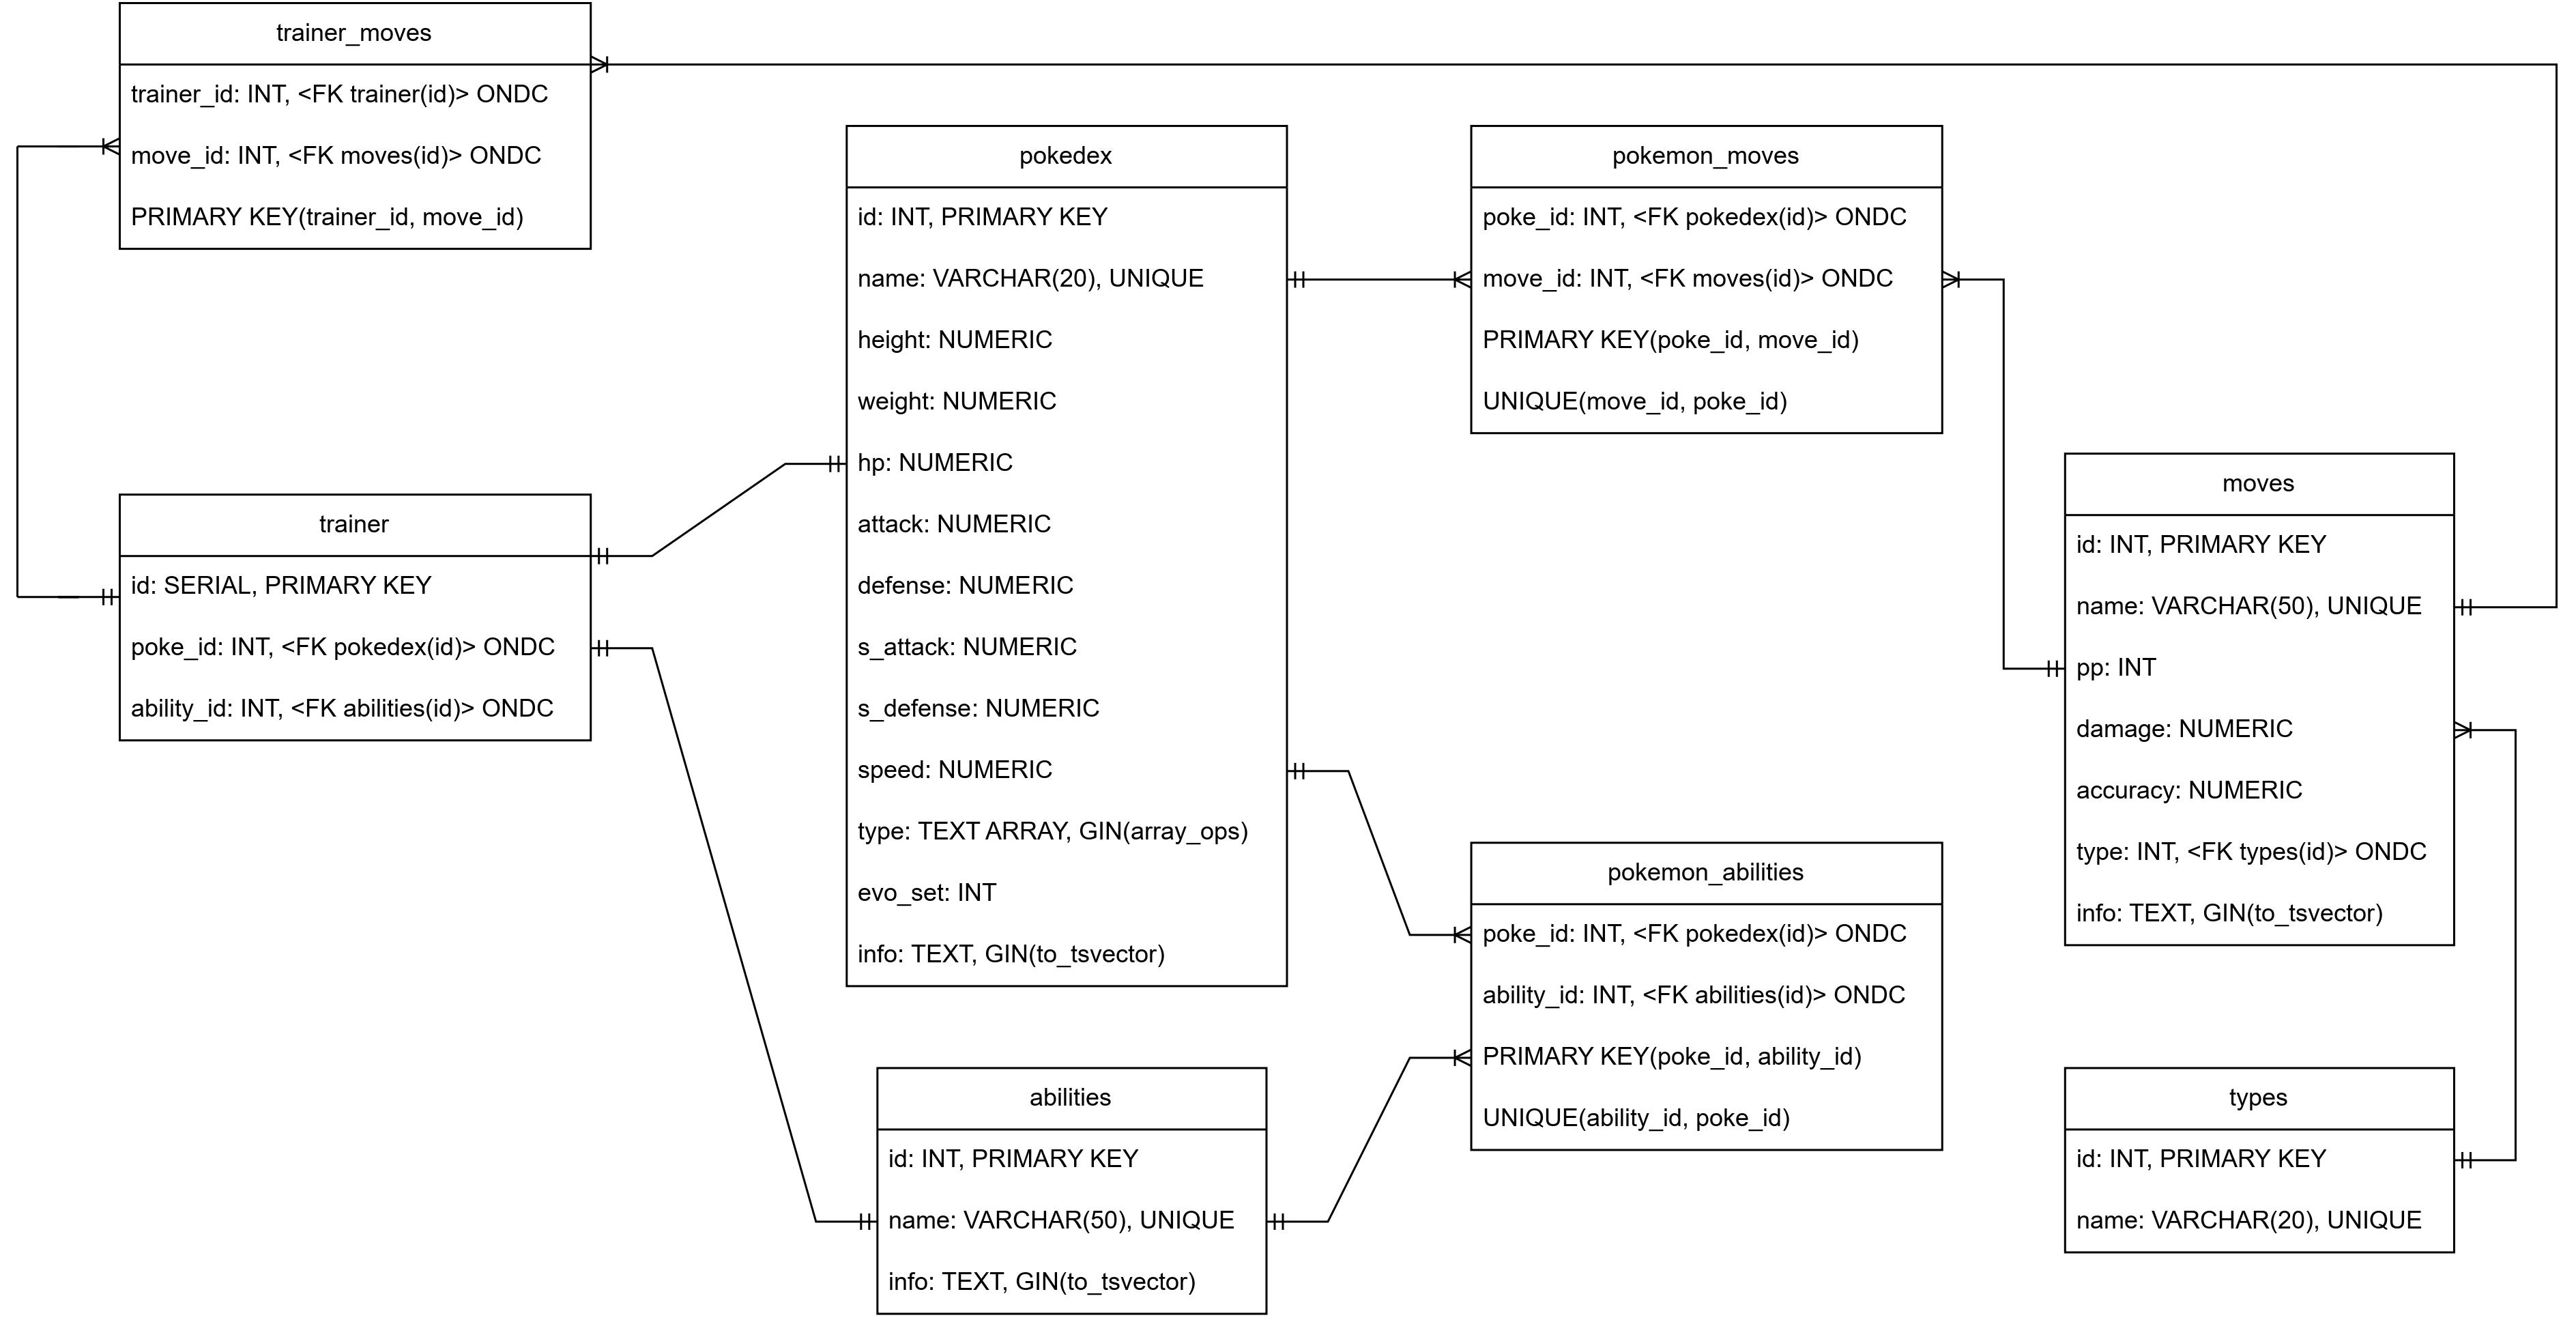 trainer_moves
trainer_id: INT, <FK trainer(id)> ONDC
move_id: INT, <FK moves(id)> ONDC
PRIMARY KEY(trainer_id, move_id)
trainer
id: SERIAL, PRIMARY KEY
poke_id: INT, <FK pokedex(id)> ONDC
ability_id: INT, <FK abilities(id)> ONDC
pokedex
id: INT, PRIMARY KEY
name: VARCHAR(20), UNIQUE
height: NUMERIC
weight: NUMERIC
hp: NUMERIC
attack: NUMERIC
defense: NUMERIC
s_attack: NUMERIC
s_defense: NUMERIC
speed: NUMERIC
type: TEXT ARRAY, GIN(array_ops)
evo_set: INT
info: TEXT, GIN(to_tsvector)
abilities
id: INT, PRIMARY KEY
name: VARCHAR(50), UNIQUE
info: TEXT, GIN(to_tsvector)
pokemon_moves
poke_id: INT, <FK pokedex(id)> ONDC
move_id: INT, <FK moves(id)> ONDC
PRIMARY KEY(poke_id, move_id)
UNIQUE(move_id, poke_id)
pokemon_abilities
poke_id: INT, <FK pokedex(id)> ONDC
ability_id: INT, <FK abilities(id)> ONDC
PRIMARY KEY(poke_id, ability_id)
UNIQUE(ability_id, poke_id)
moves
id: INT, PRIMARY KEY
name: VARCHAR(50), UNIQUE
pp: INT
damage: NUMERIC
accuracy: NUMERIC
type: INT, <FK types(id)> ONDC
info: TEXT, GIN(to_tsvector)
types
id: INT, PRIMARY KEY
name: VARCHAR(20), UNIQUE